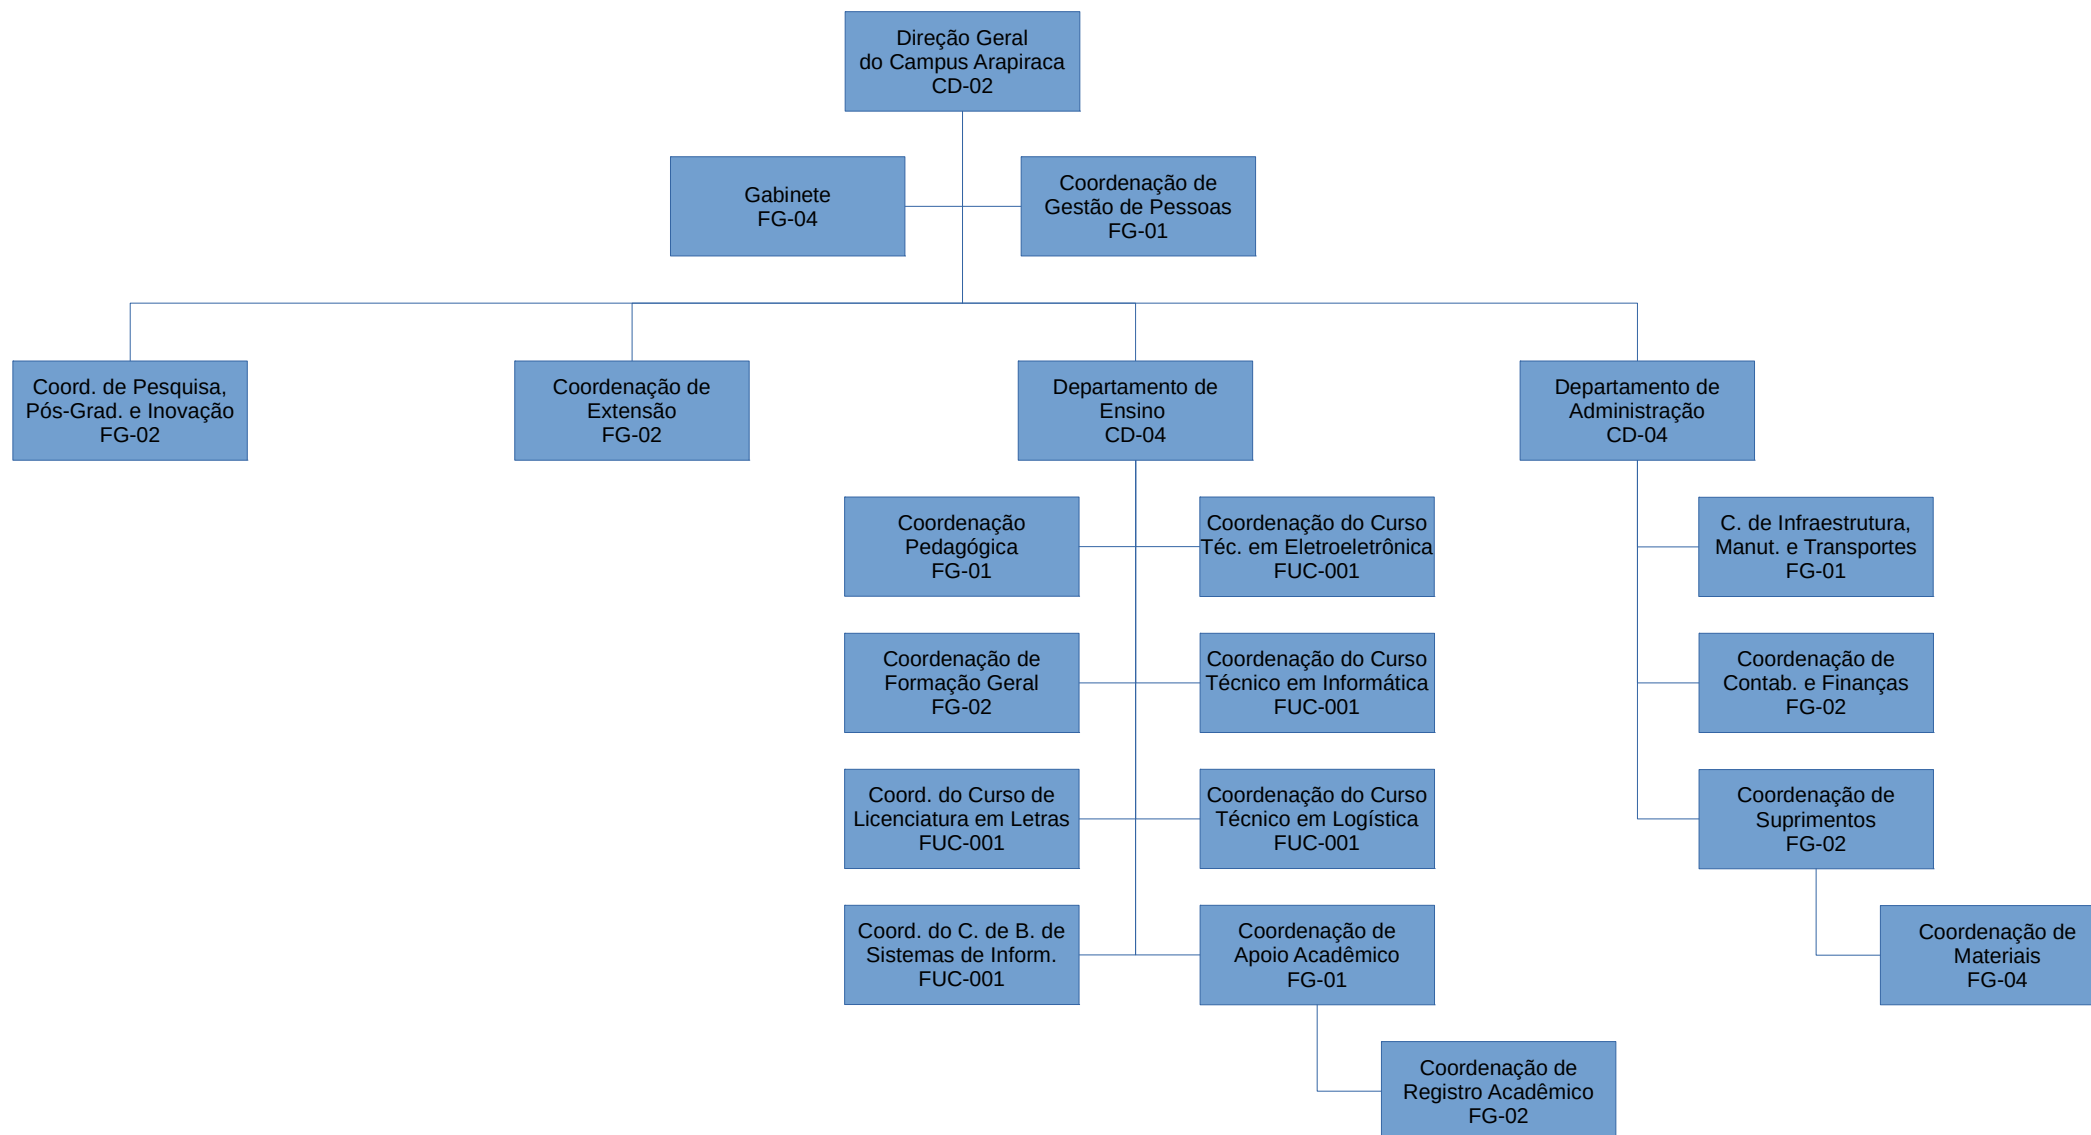 Direção Geral
do Campus Arapiraca
CD-02
Gabinete
FG-04
Coordenação de
Gestão de Pessoas
FG-01
Coord. de Pesquisa,
Pós-Grad. e Inovação
FG-02
Coordenação de
Extensão
FG-02
Departamento de
Ensino
CD-04
Departamento de
Administração
CD-04
Coordenação
Pedagógica
FG-01
Coordenação do Curso
Téc. em Eletroeletrônica
FUC-001
C. de Infraestrutura,
Manut. e Transportes
FG-01
Coordenação de
Formação Geral
FG-02
Coordenação do Curso
Técnico em Informática
FUC-001
Coordenação de
Contab. e Finanças
FG-02
Coord. do Curso de
Licenciatura em Letras
FUC-001
Coordenação do Curso
Técnico em Logística
FUC-001
Coordenação de
Suprimentos
FG-02
Coord. do C. de B. de
Sistemas de Inform.
FUC-001
Coordenação de
Apoio Acadêmico
FG-01
Coordenação de
Materiais
FG-04
Coordenação de
Registro Acadêmico
FG-02